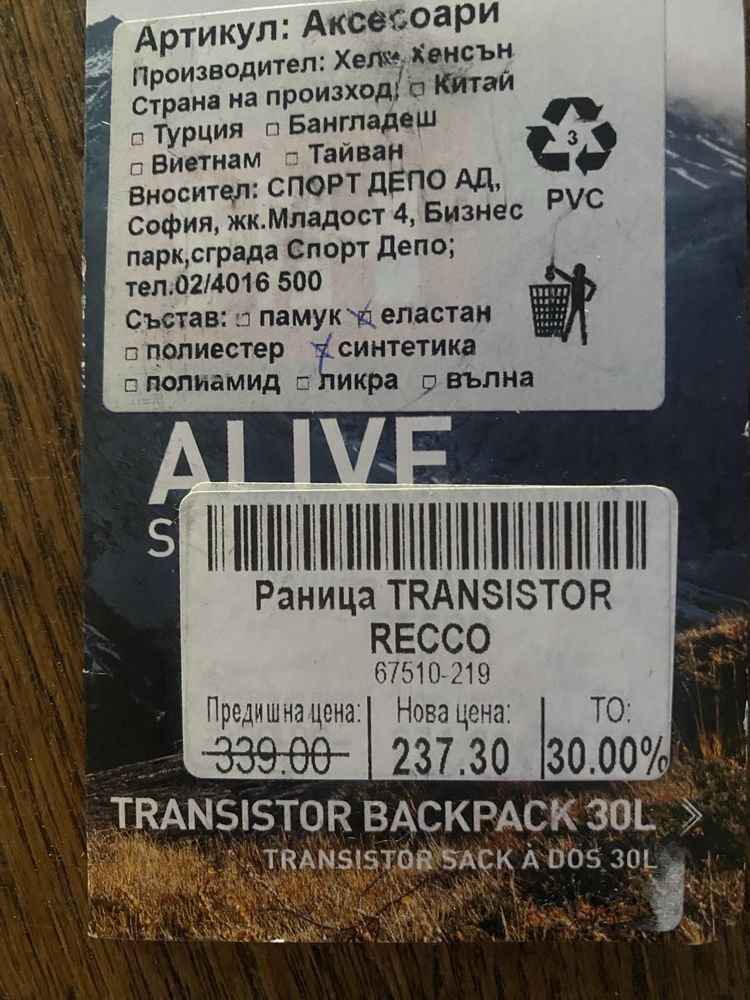 Артикул: Аксесоари
Производител: Хели Хенсън
Страна на произход: □ Китай
□ Турция □ Бангладеш
□ Виетнам □ Тайван
Вносител: СПОРТ ДЕПО АД,
София, жк.Младост 4, Бизнес
парк,сграда Спорт Депо;
тел.02/4016 500
Състав: □ памук □ еластан
□ полиестер □ синтетика
□ полиамид □ ликра □ вълна
3
PVC
ALIVE
S
Раница TRANSISTOR
RECCO
67510-219
Предишна цена: Нова цена: ТО:
339.00 237.30 30.00%
TRANSISTOR BACKPACK 30L
TRANSISTOR SACK À DOS 30L